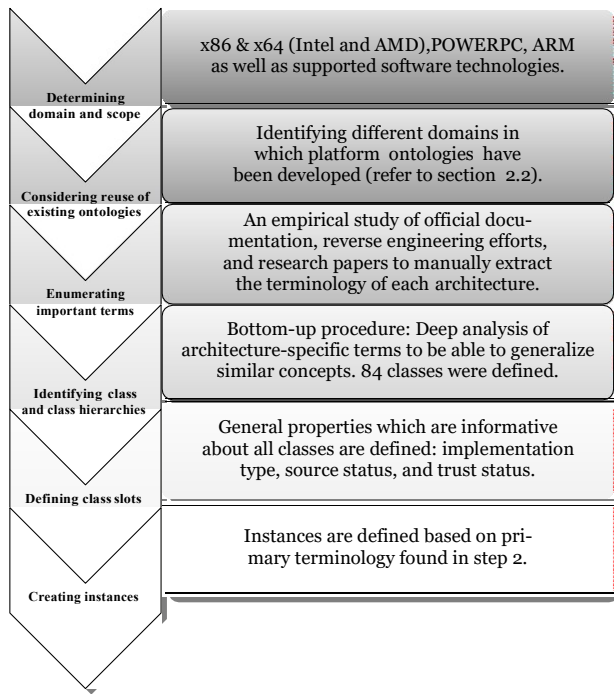 x86 & x64 (Intel and AMD),POWERPC, ARM
as well as supported software technologies.
Determining
domain and scope
Identifying different domains in
which platform ontologies have
been developed (refer to section 2.2).
Considering reuse of
existing ontologies
An empirical study of official docu-
mentation, reverse engineering efforts,
and research papers to manually extract
the terminology of each architecture.
Enumerating
important terms
Bottom-up procedure: Deep analysis of
architecture-specific terms to be able to generalize
similar concepts. 84 classes were defined.
Identifying class
and class hierarchies
General properties which are informative
about all classes are defined: implementation
type, source status, and trust status.
Defining class slots
Instances are defined based on pri-
mary terminology found in step 2.
Creating instances